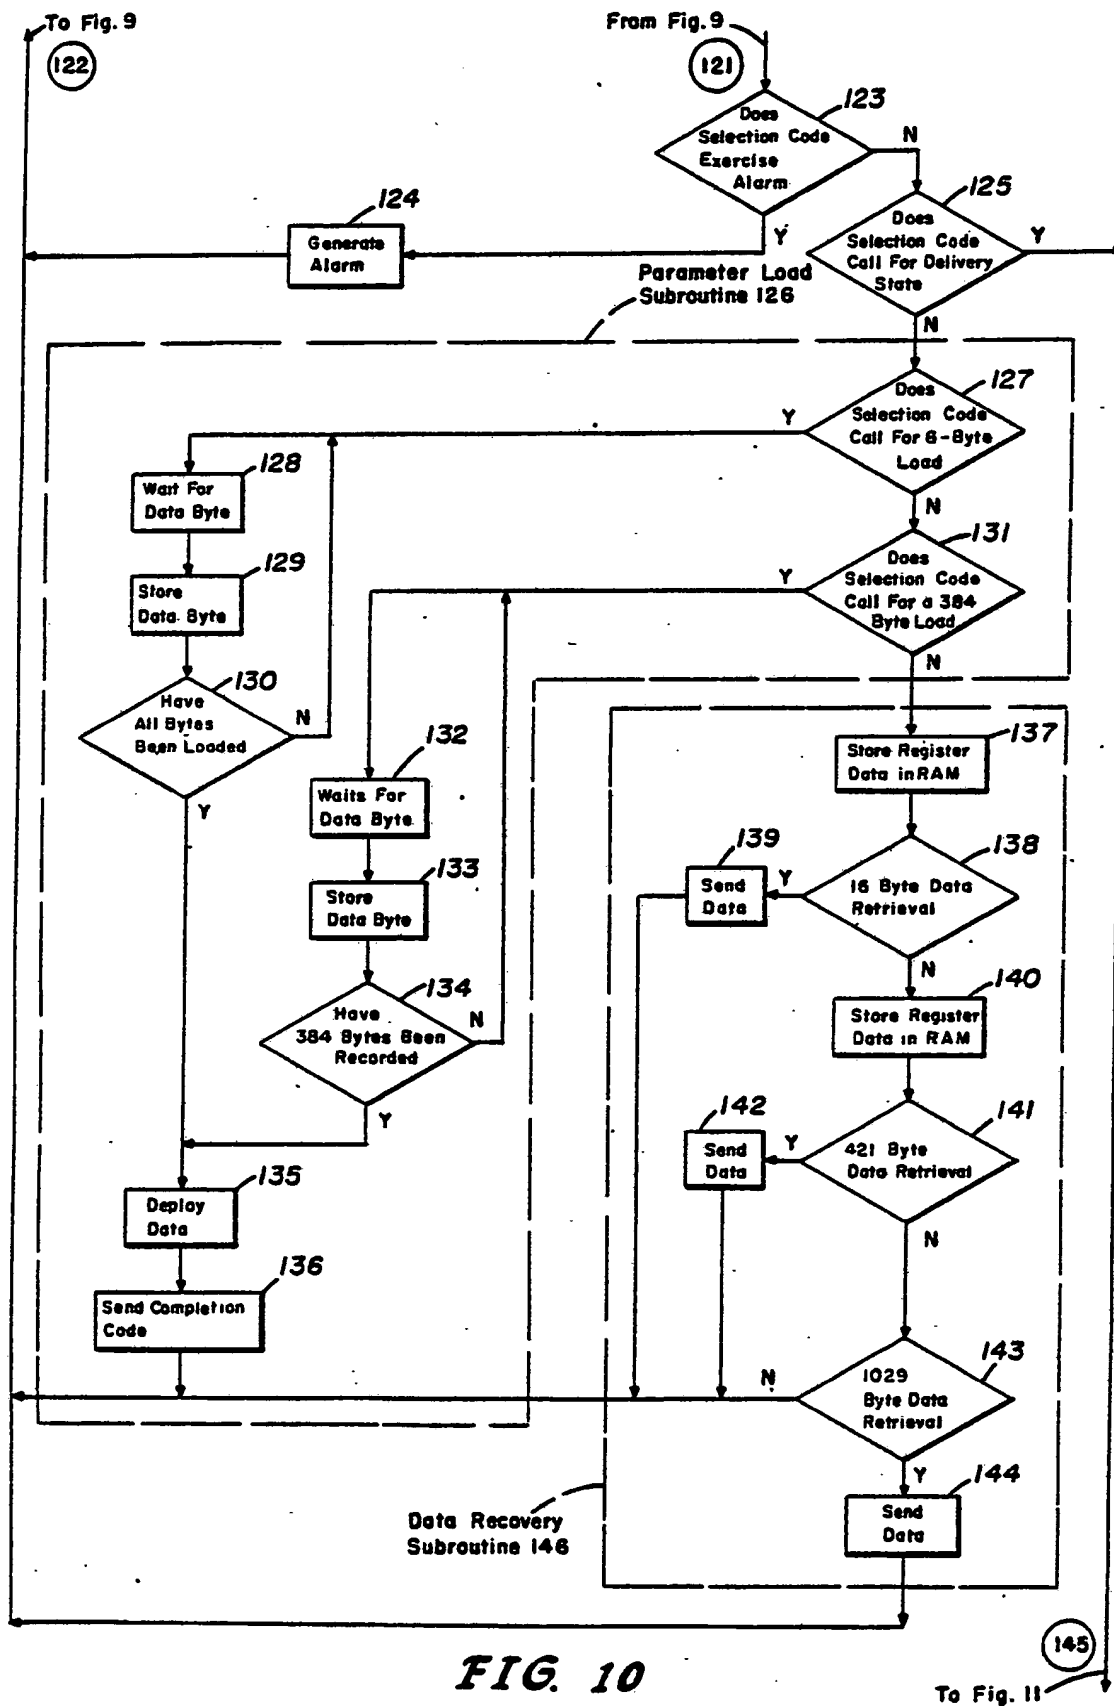 To Fig. 9
122
From Fig. 9
121
123
Does
Selection Code
Exercise
Alarm
N
Y
124
Generate
Alarm
125
Does
Selection Code
Call For Delivery
State
Y
N
Parameter Load
Subroutine 126
127
Does
Selection Code
Call For 6-Byte
Load
Y
N
128
Wait For
Data Byte
129
Store
Data Byte
130
Have
All Bytes
Been Loaded
N
Y
131
Does
Selection Code
Call For a 384
Byte Load
Y
N
132
Waits For
Data Byte
133
Store
Data Byte
134
Have
384 Bytes Been
Recorded
N
Y
135
Deploy
Data
136
Send Completion
Code
137
Store Register
Data in RAM
138
16 Byte Data
Retrieval
Y
N
139
Send
Data
140
Store Register
Data in RAM
141
421 Byte
Data Retrieval
Y
N
142
Send
Data
143
1029
Byte Data
Retrieval
N
Y
144
Send
Data
Data Recovery
Subroutine 146
145
To Fig. 11
FIG. 10